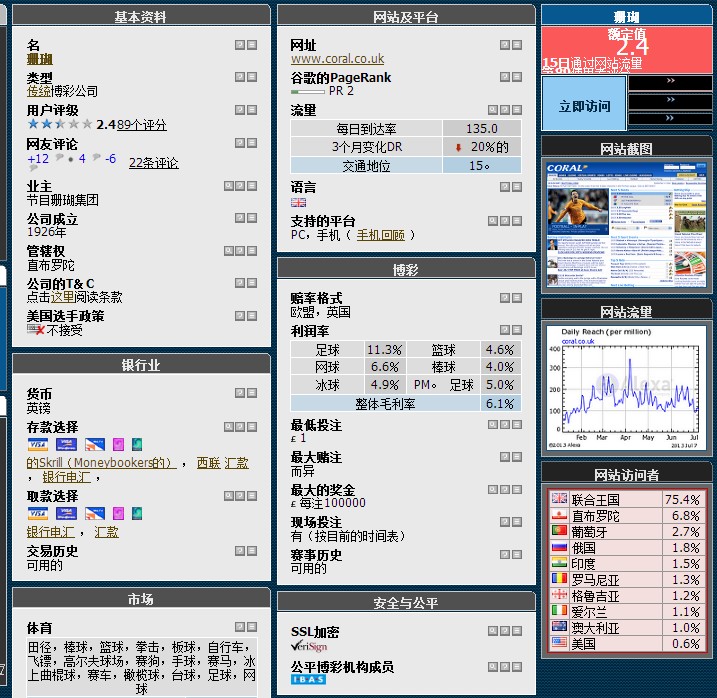 基本资料
名
珊瑚
类型
传统博彩公司
用户评级
2.4 89个评分
网友评论
+12 • 4 -6 22条评论
业主
节目珊瑚集团
公司成立
1926年
管辖权
直布罗陀
公司的T& C
点击这里阅读条款
美国选手政策
不接受
银行业
货币
英镑
存款选择
VISA VISA
的Skrill（Moneybookers的）， 西联 汇款
， 银行电汇 ，
取款选择
VISA VISA
银行电汇 ， 汇款
交易历史
可用的
市场
体育
田径，棒球，篮球，拳击，板球，自行车，
飞镖，高尔夫球场，赛狗，手球，赛马，冰
上曲棍球，赛车，橄榄球，台球，足球，网
球
网站及平台
网址
www.coral.co.uk
谷歌的PageRank
PR 2
流量
每日到达率 135.0
3个月变化DR 20%的
交通地位 15。
语言
支持的平台
PC，手机（ 手机回顾 ）
博彩
赔率格式
欧盟，英国
利润率
足球 11.3% 篮球 4.6%
网球 6.6% 棒球 4.0%
冰球 4.9% PM。 足球 5.0%
整体毛利率 6.1%
最低投注
£ 1
最大赌注
而异
最大的奖金
£ 每注100000
现场投注
有（按目前的时间表）
赛事历史
可用的
安全与公平
SSL加密
VeriSign
公平博彩机构成员
IBAS
珊瑚
额定值
2.4
15日通过网站流量
立即访问
网站截图
CORAL
网站流量
Daily Reach (per million)
coral.co.uk
400
300
200
100
0
Alexa
Feb Mar Apr May Jun Jul
©2013 Alexa 2013 Jul 17
网站访问者
联合王国 75.4%
直布罗陀 6.8%
葡萄牙 2.7%
俄国 1.8%
印度 1.5%
罗马尼亚 1.3%
格鲁吉亚 1.2%
爱尔兰 1.1%
澳大利亚 1.0%
美国 0.6%